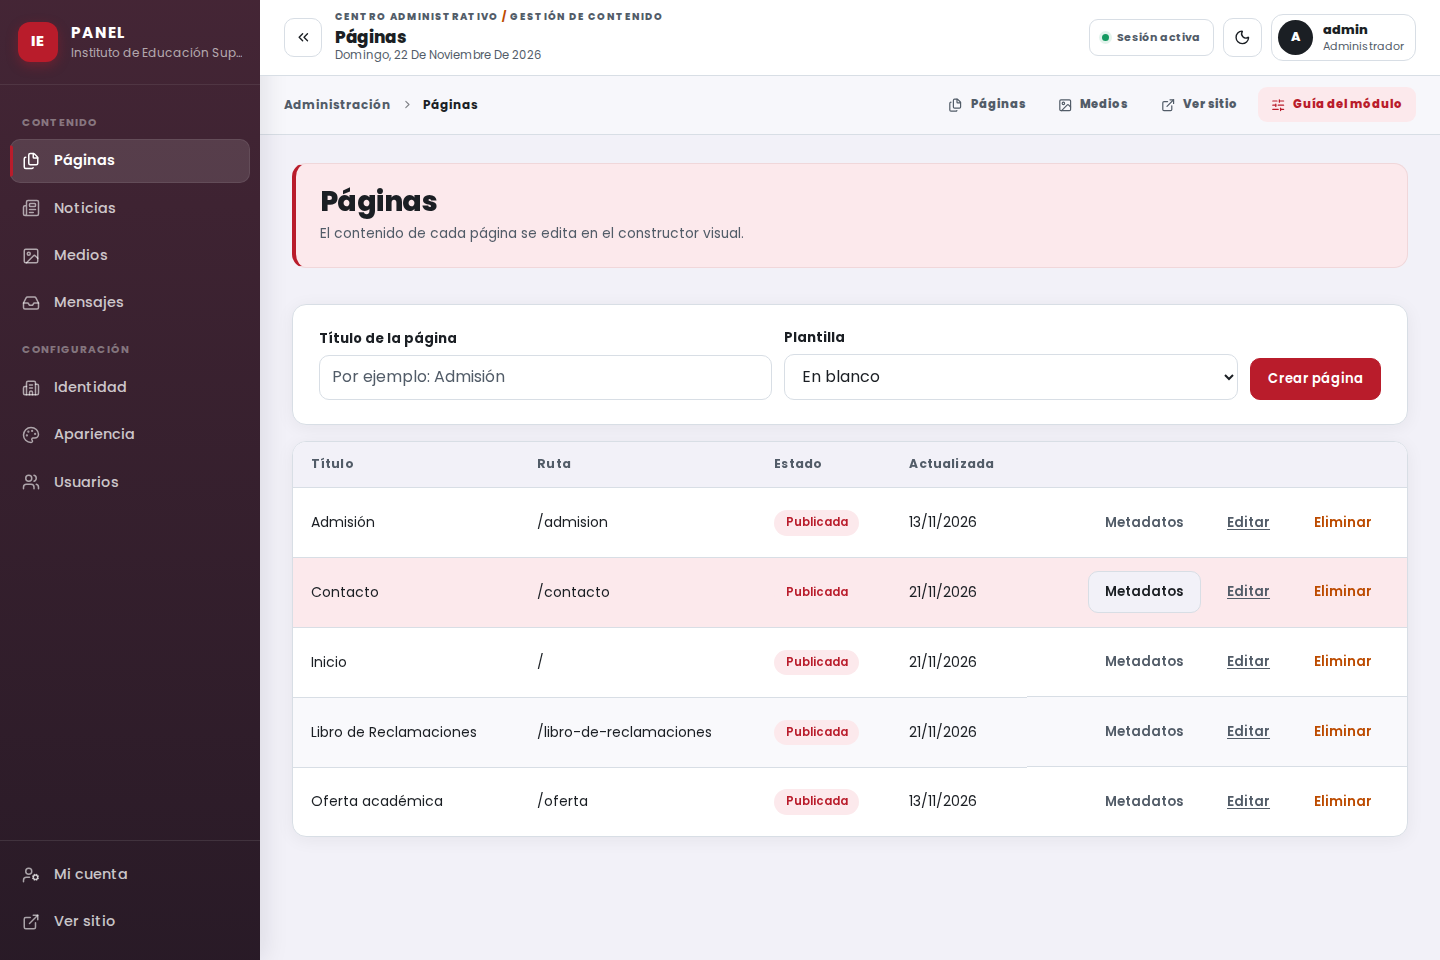 IE
PANEL
Instituto de Educación Sup...
CONTENIDO
Páginas
Noticias
Medios
Mensajes
CONFIGURACIÓN
Identidad
Apariencia
Usuarios
Mi cuenta
Ver sitio
CENTRO ADMINISTRATIVO / GESTIÓN DE CONTENIDO
Páginas
Domingo, 22 De Noviembre De 2026
Sesión activa
A
admin
Administrador
Administración > Páginas
Páginas Medios Ver sitio Guía del módulo
Páginas
El contenido de cada página se edita en el constructor visual.
Título de la página
Por ejemplo: Admisión
Plantilla
En blanco
Crear página
Título Ruta Estado Actualizada
Admisión /admision Publicada 13/11/2026 Metadatos Editar Eliminar
Contacto /contacto Publicada 21/11/2026 Metadatos Editar Eliminar
Inicio / Publicada 21/11/2026 Metadatos Editar Eliminar
Libro de Reclamaciones /libro-de-reclamaciones Publicada 21/11/2026 Metadatos Editar Eliminar
Oferta académica /oferta Publicada 13/11/2026 Metadatos Editar Eliminar